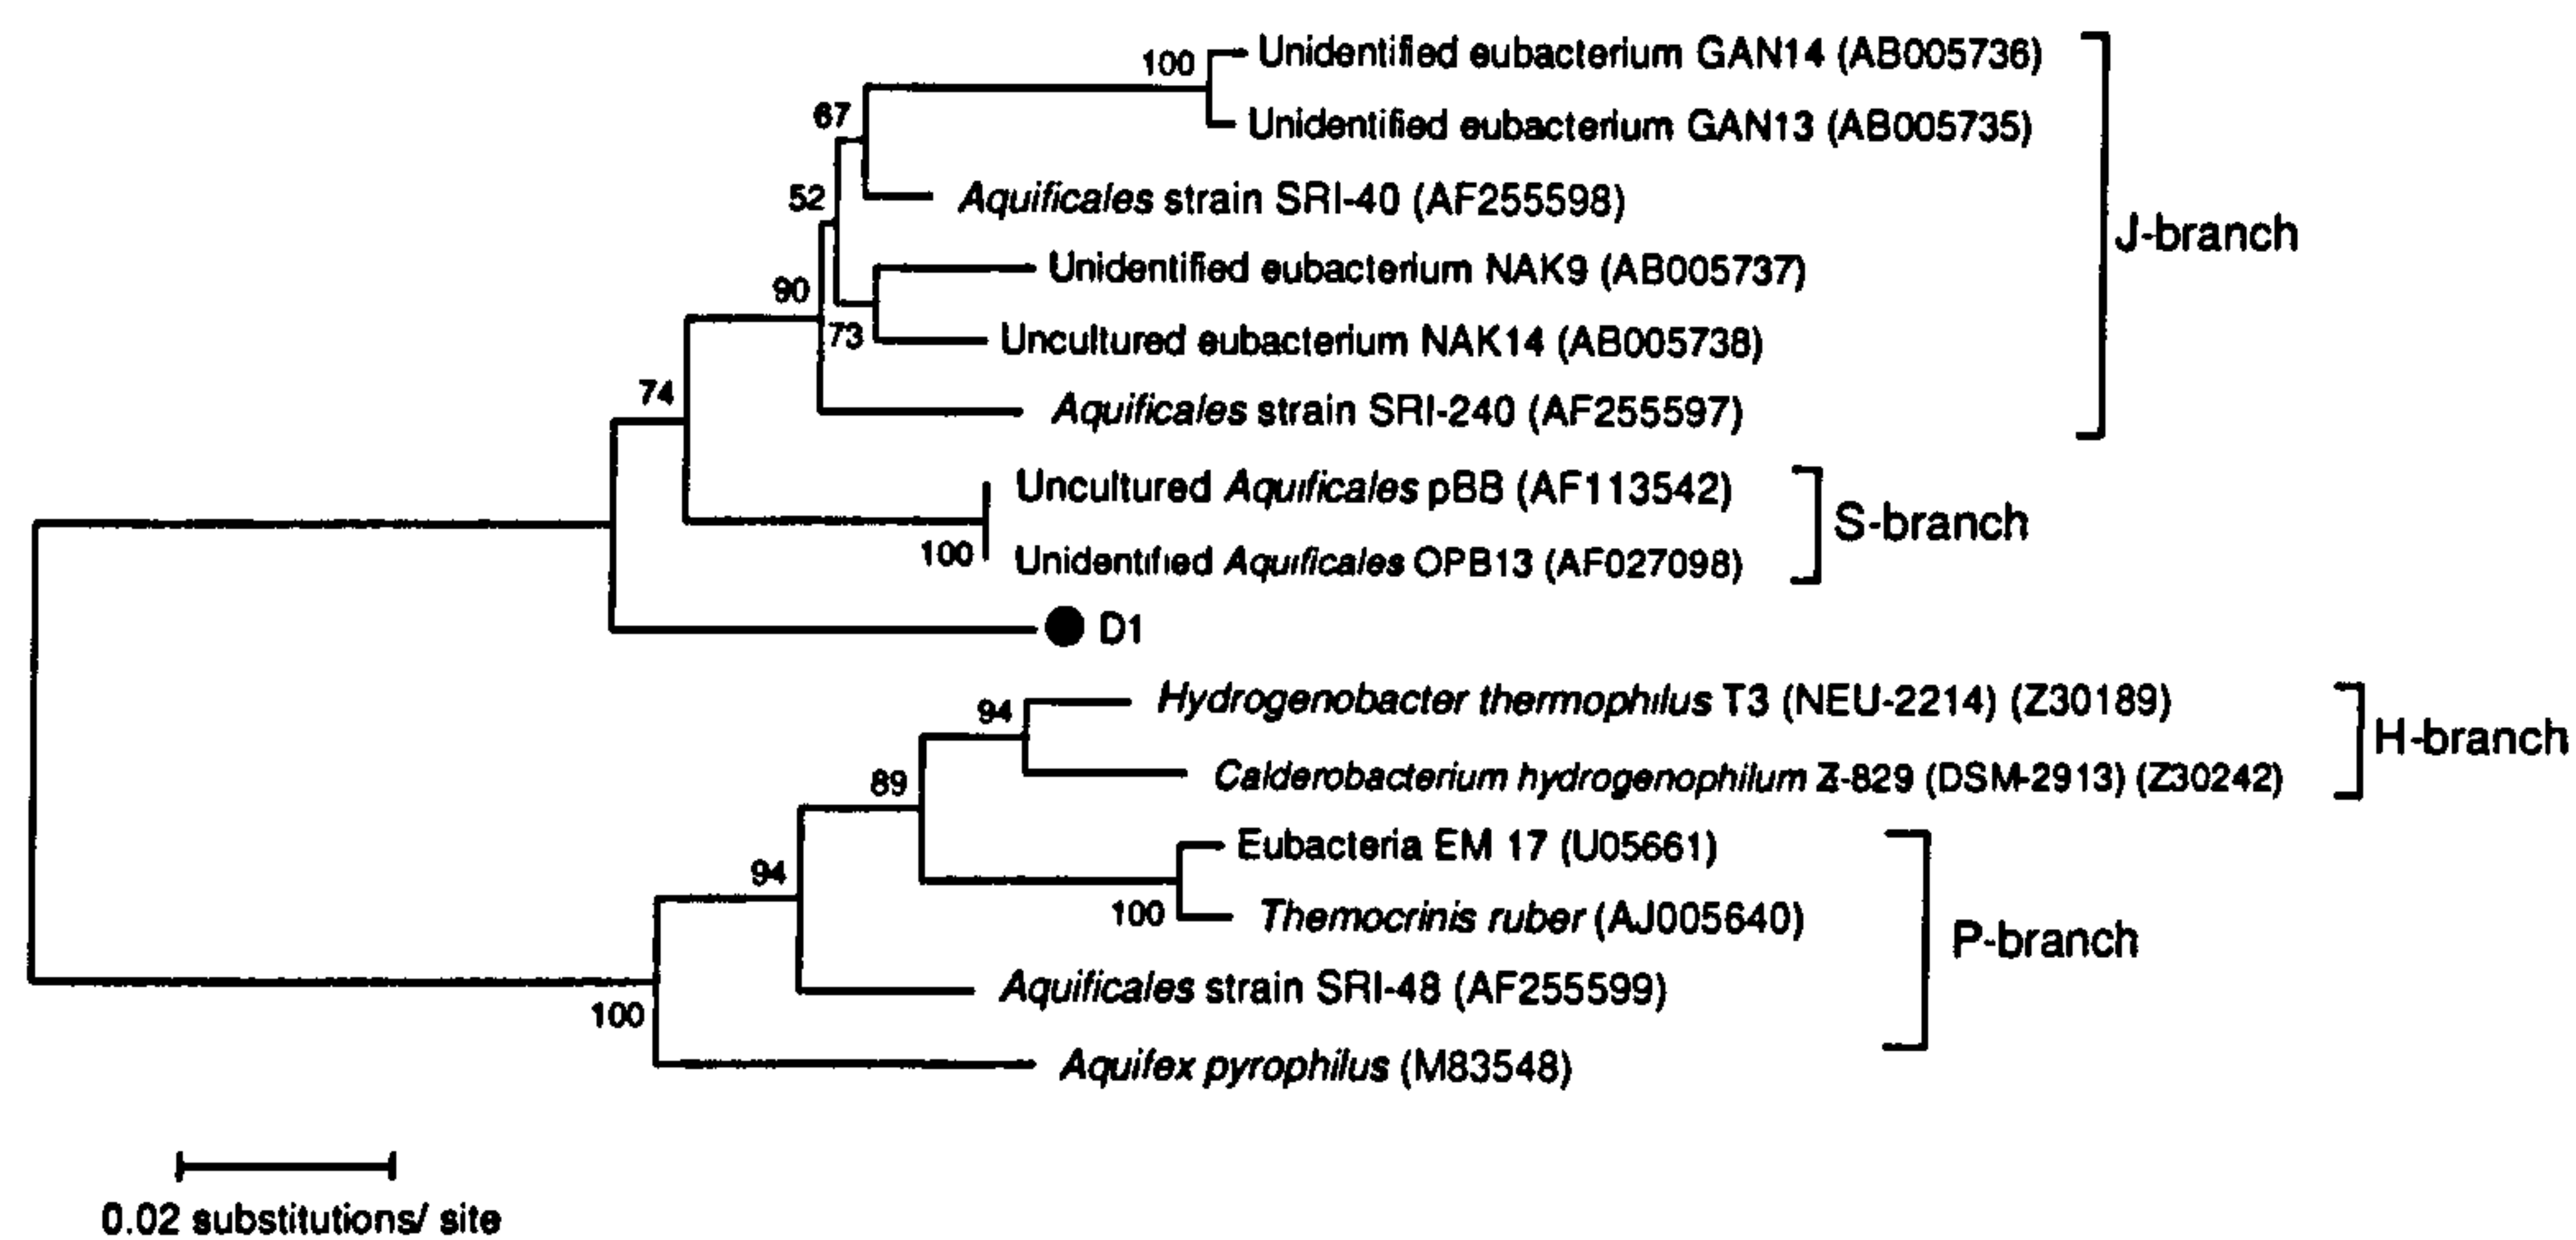 100
Unidentified eubacterium GAN14 (AB005736)
Unidentified eubacterium GAN13 (AB005735)
67
Aquificales strain SRI-40 (AF255598)
52
Unidentified eubacterium NAK9 (AB005737)
J-branch
90
73
Uncultured eubacterium NAK14 (AB005738)
74
Aquificales strain SRI-240 (AF255597)
Uncultured Aquificales pBB (AF113542)
S-branch
100
Unidentified Aquificales OPB13 (AF027098)
D1
94
Hydrogenobacter thermophilus T3 (NEU-2214) (Z30189)
H-branch
89
Calderobacterium hydrogenophilum Z-829 (DSM-2913) (Z30242)
Eubacteria EM 17 (U05661)
94
100
Themocrinis ruber (AJ005640)
P-branch
Aquificales strain SRI-48 (AF255599)
100
Aquifex pyrophilus (M83548)
0.02 substitutions/ site